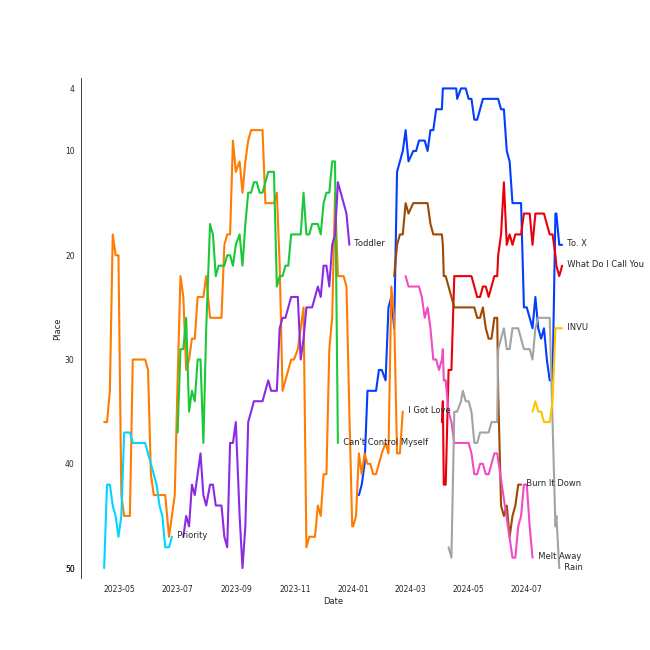 4
10
20
30
40
50
Place
To. X
Toddler
What Do I Call You
INVU
I Got Love
Can't Control Myself
Burn It Down
Priority
Melt Away
Rain
2023-05
2023-07
2023-09
2023-11
2024-01
2024-03
2024-05
2024-07
Date